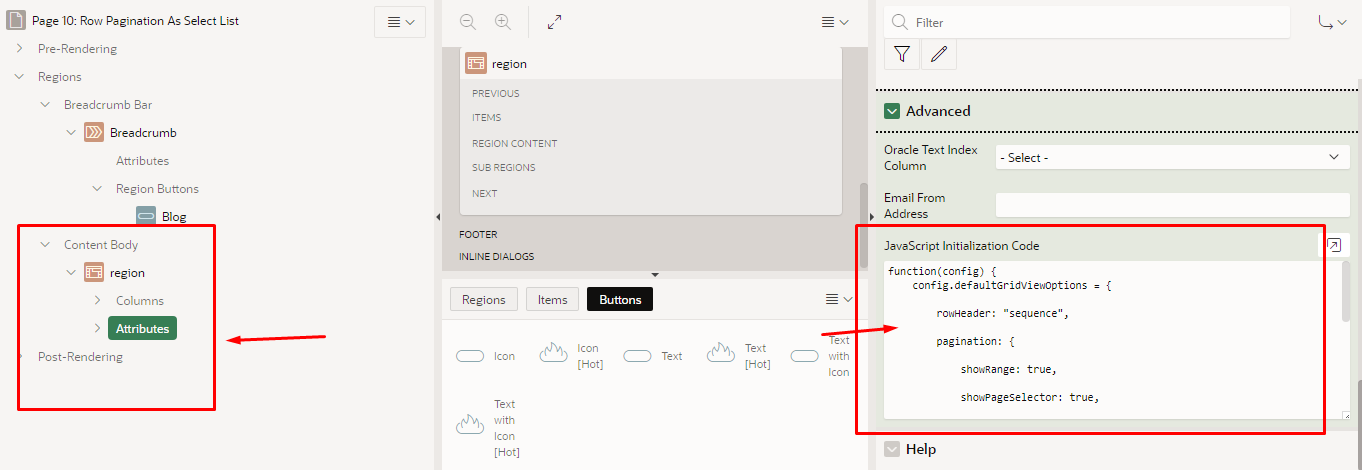 Page 10: Row Pagination As Select List
Pre-Rendering
Regions
Breadcrumb Bar
Breadcrumb
Attributes
Region Buttons
Blog
Content Body
region
Columns
Attributes
Post-Rendering
region
PREVIOUS
ITEMS
REGION CONTENT
SUB REGIONS
NEXT
FOOTER
INLINE DIALOGS
Regions
Items
Buttons
Icon
Icon
[Hot]
Text
Text
[Hot]
Text
with
Icon
Text
with
Icon
[Hot]
Filter
Advanced
Oracle Text Index
Column
- Select -
Email From
Address
JavaScript Initialization Code
function(config) {
config.defaultGridViewOptions = {
rowHeader: "sequence",
pagination: {
showRange: true,
showPageSelector: true,
Help